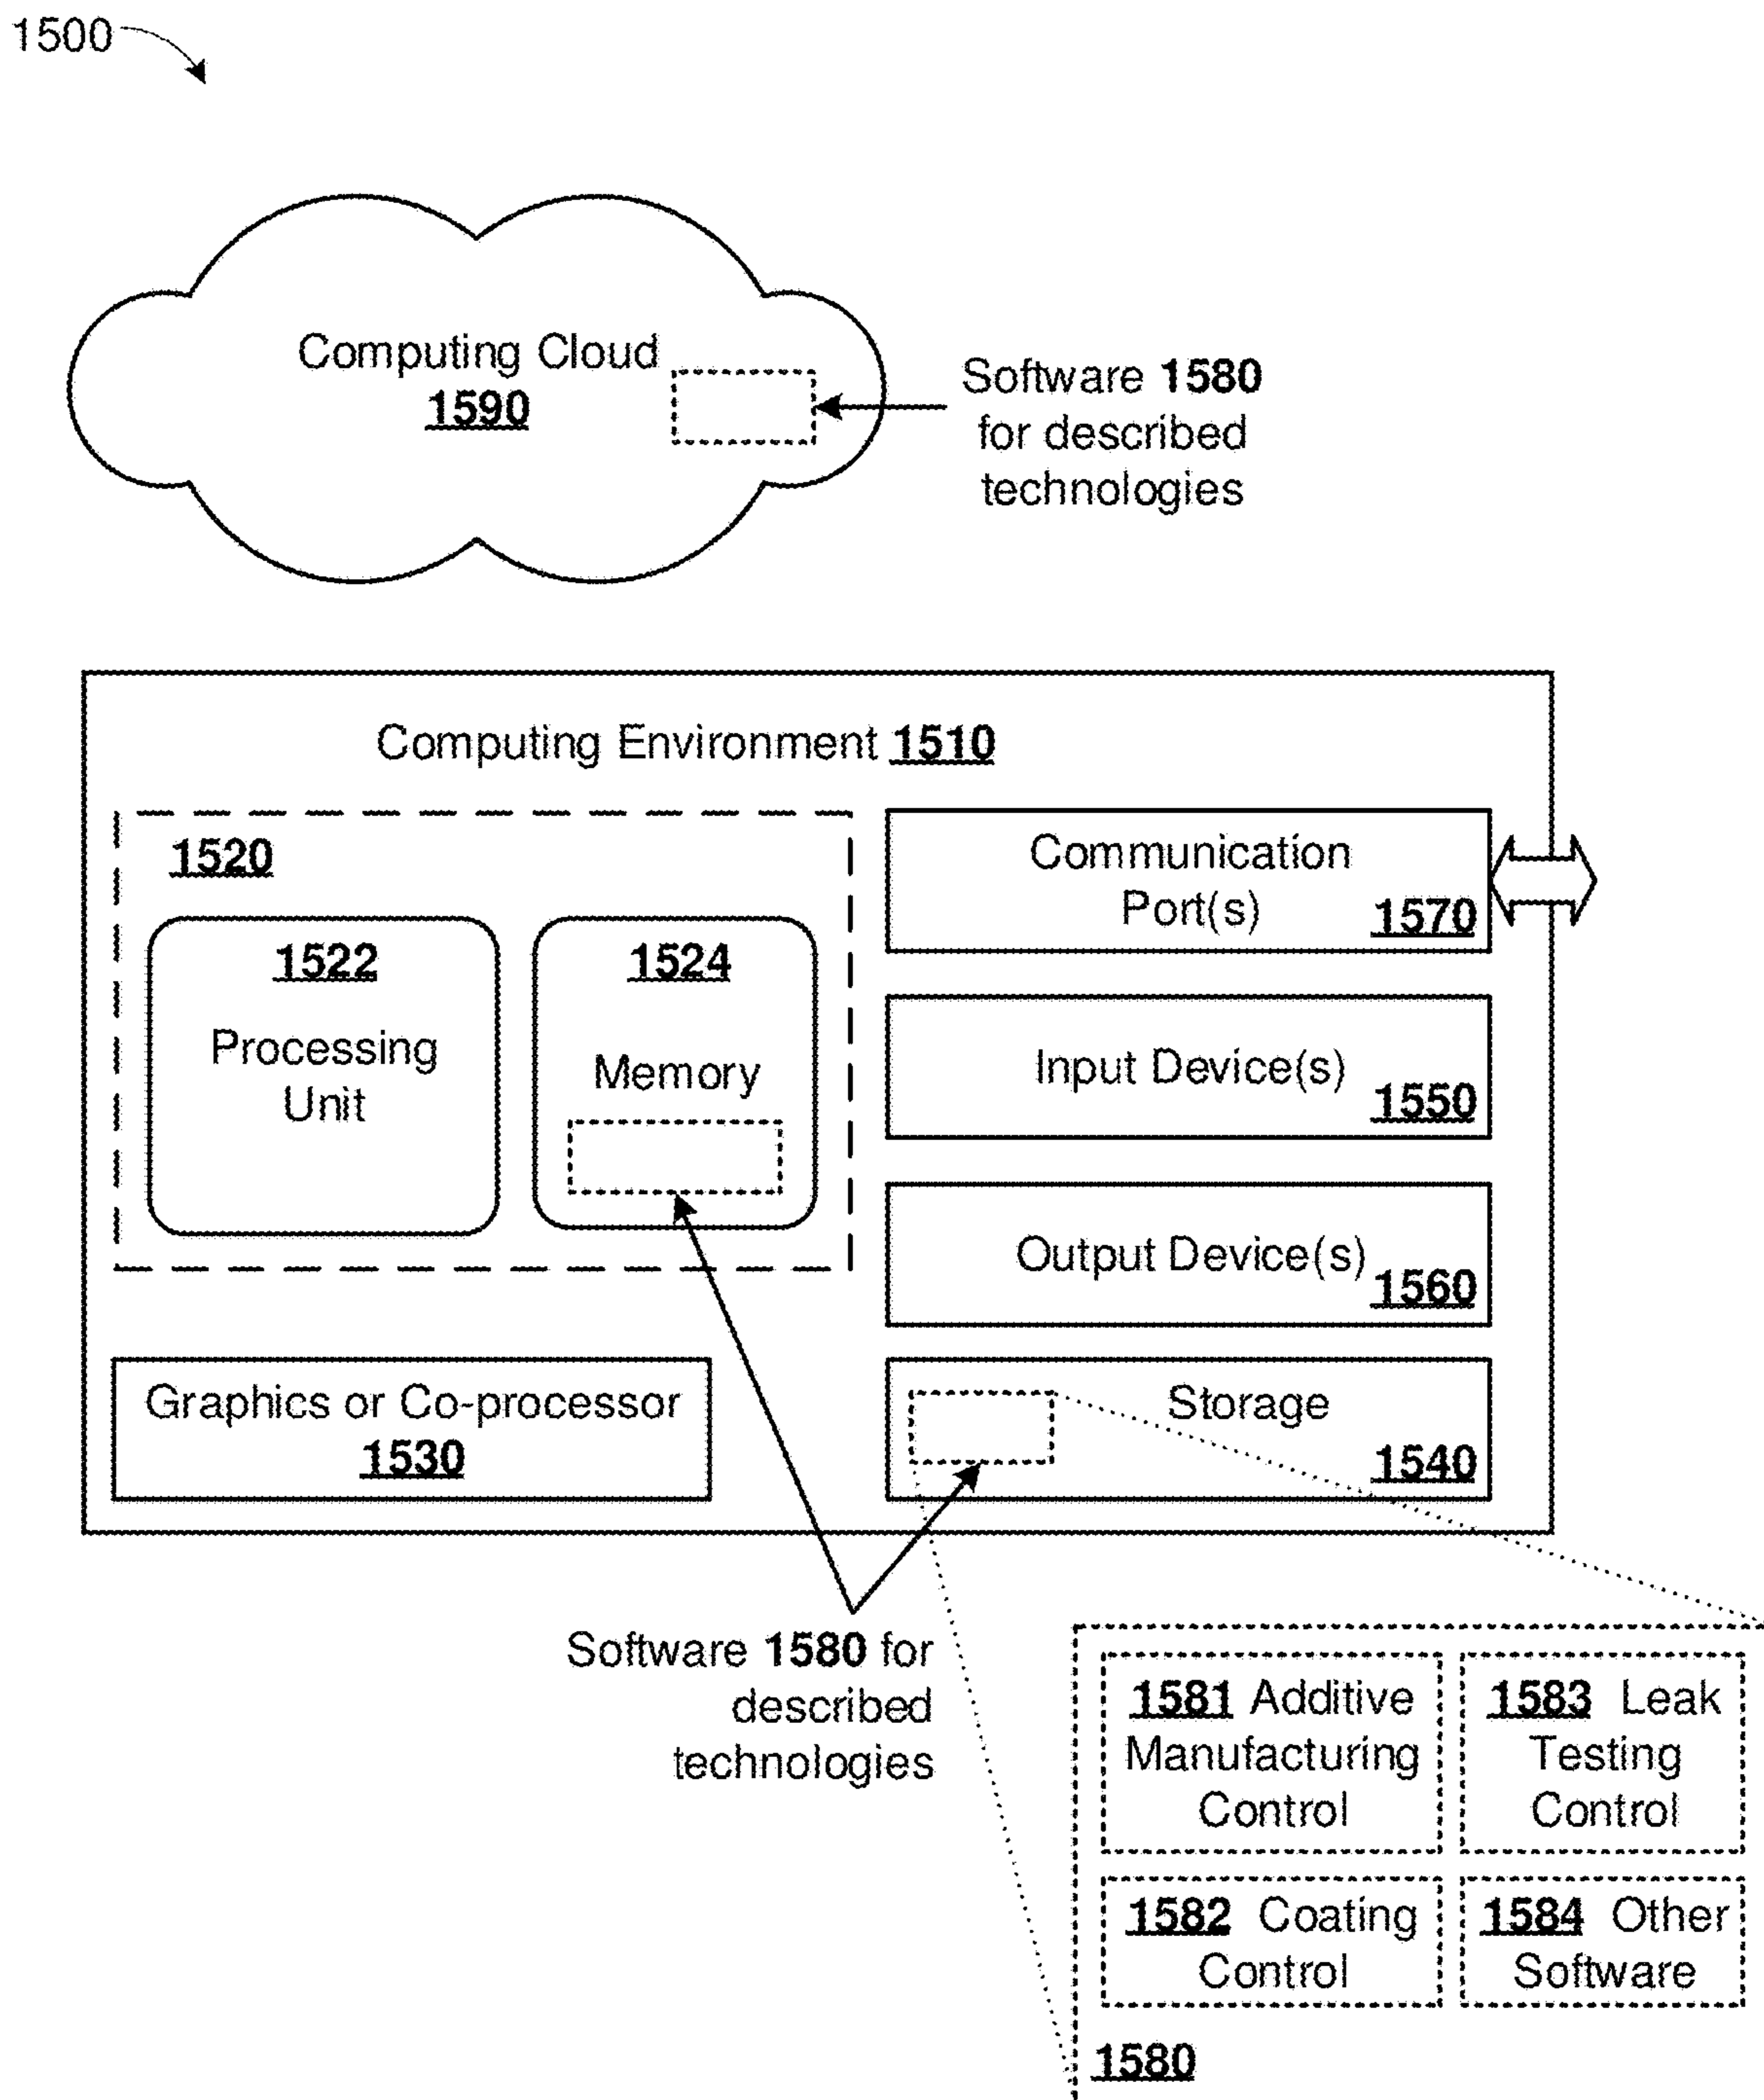 1500
Computing Cloud
1590
Software 1580
for described
technologies
Computing Environment 1510
1520
1522
Processing
Unit
1524
Memory
Communication
Port(s)
1570
Input Device(s)
1550
Output Device(s)
1560
Graphics or Co-processor
1530
Storage
1540
Software 1580 for
described
technologies
1581 Additive
Manufacturing
Control
1583 Leak
Testing
Control
1582 Coating
Control
1584 Other
Software
1580